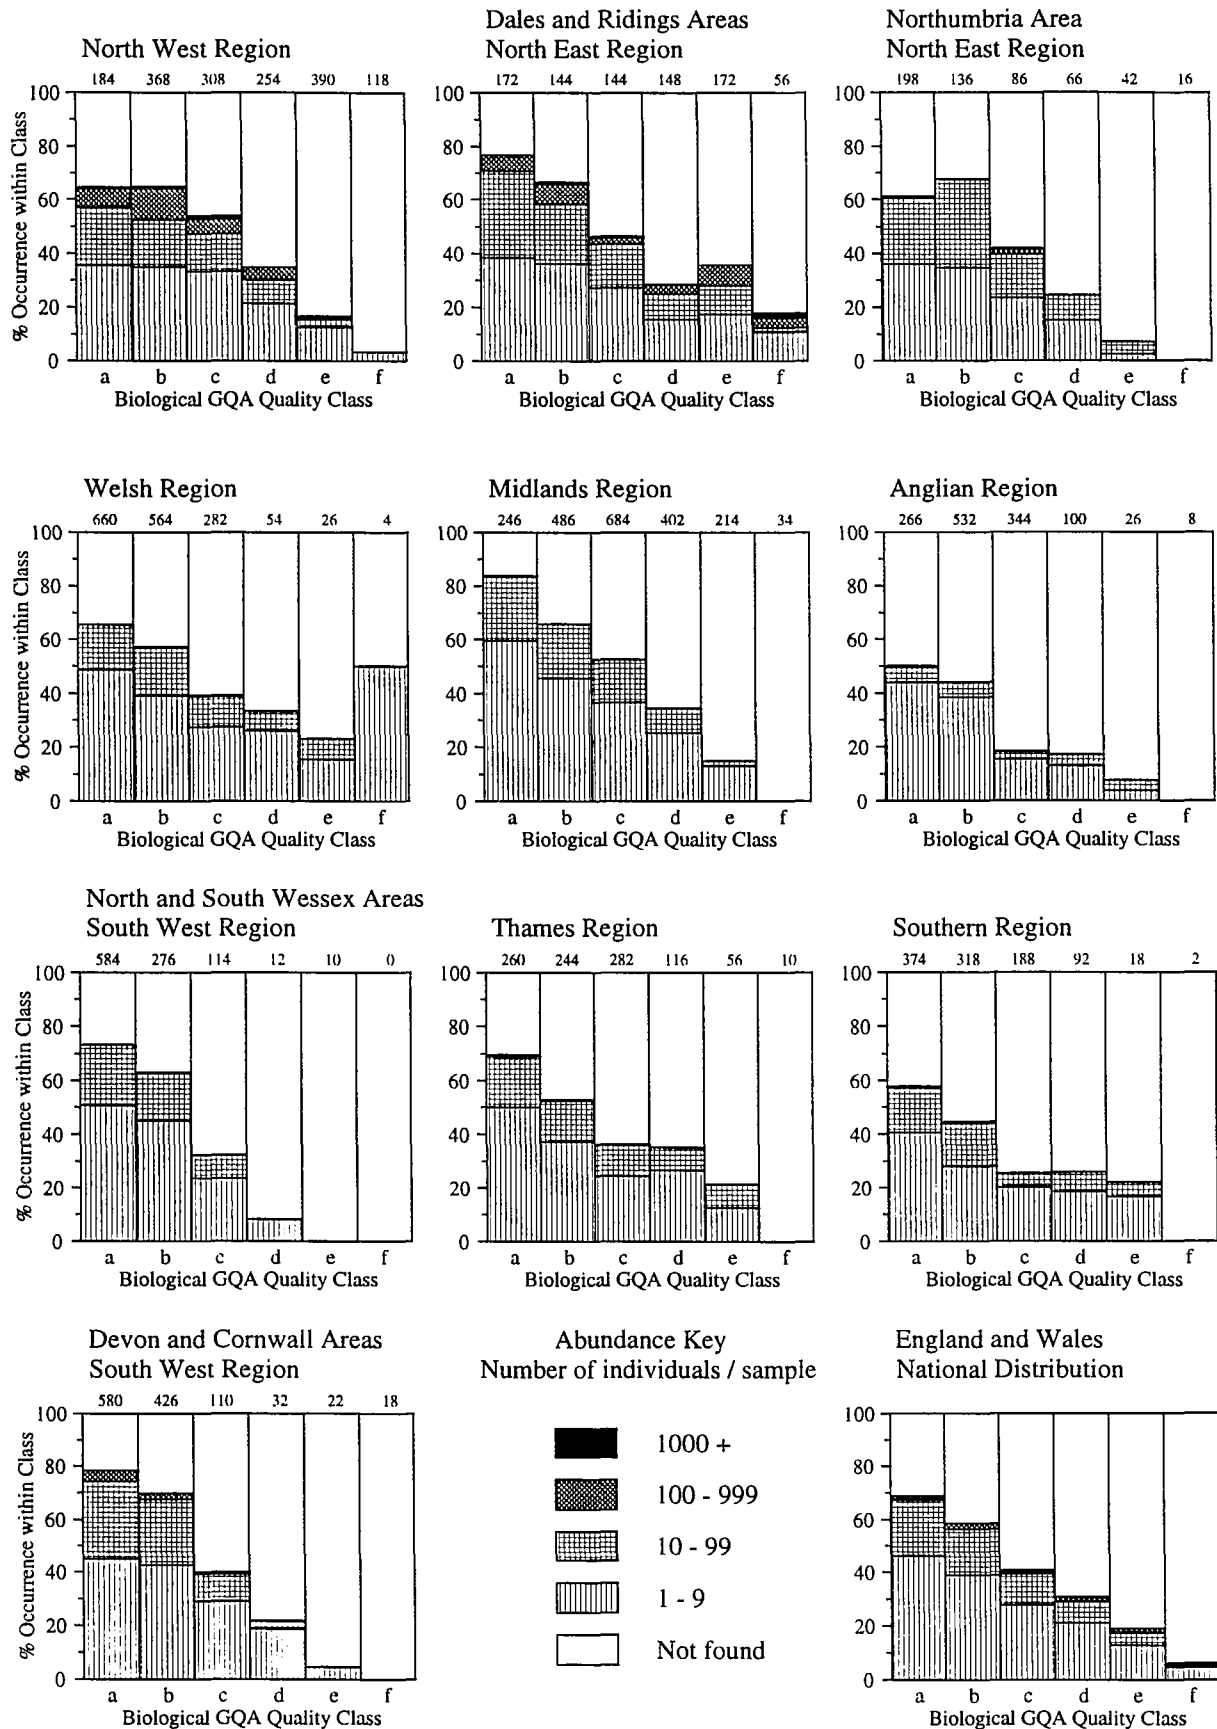 North West Region
184 368 308 254 390 118
% Occurrence within Class
100
80
60
40
20
0
a b c d e f
Biological GQA Quality Class
Dales and Ridings Areas
North East Region
172 144 144 148 172 56
100
80
60
40
20
0
a b c d e f
Biological GQA Quality Class
Northumbria Area
North East Region
198 136 86 66 42 16
100
80
60
40
20
0
a b c d e f
Biological GQA Quality Class
Welsh Region
660 564 282 54 26 4
% Occurrence within Class
100
80
60
40
20
0
a b c d e f
Biological GQA Quality Class
Midlands Region
246 486 684 402 214 34
100
80
60
40
20
0
a b c d e f
Biological GQA Quality Class
Anglian Region
266 532 344 100 26 8
100
80
60
40
20
0
a b c d e f
Biological GQA Quality Class
North and South Wessex Areas
South West Region
584 276 114 12 10 0
% Occurrence within Class
100
80
60
40
20
0
a b c d e f
Biological GQA Quality Class
Thames Region
260 244 282 116 56 10
100
80
60
40
20
0
a b c d e f
Biological GQA Quality Class
Southern Region
374 318 188 92 18 2
100
80
60
40
20
0
a b c d e f
Biological GQA Quality Class
Devon and Cornwall Areas
South West Region
580 426 110 32 22 18
% Occurrence within Class
100
80
60
40
20
0
a b c d e f
Biological GQA Quality Class
Abundance Key
Number of individuals / sample
1000 +
100 - 999
10 - 99
1 - 9
Not found
England and Wales
National Distribution
100
80
60
40
20
0
a b c d e f
Biological GQA Quality Class